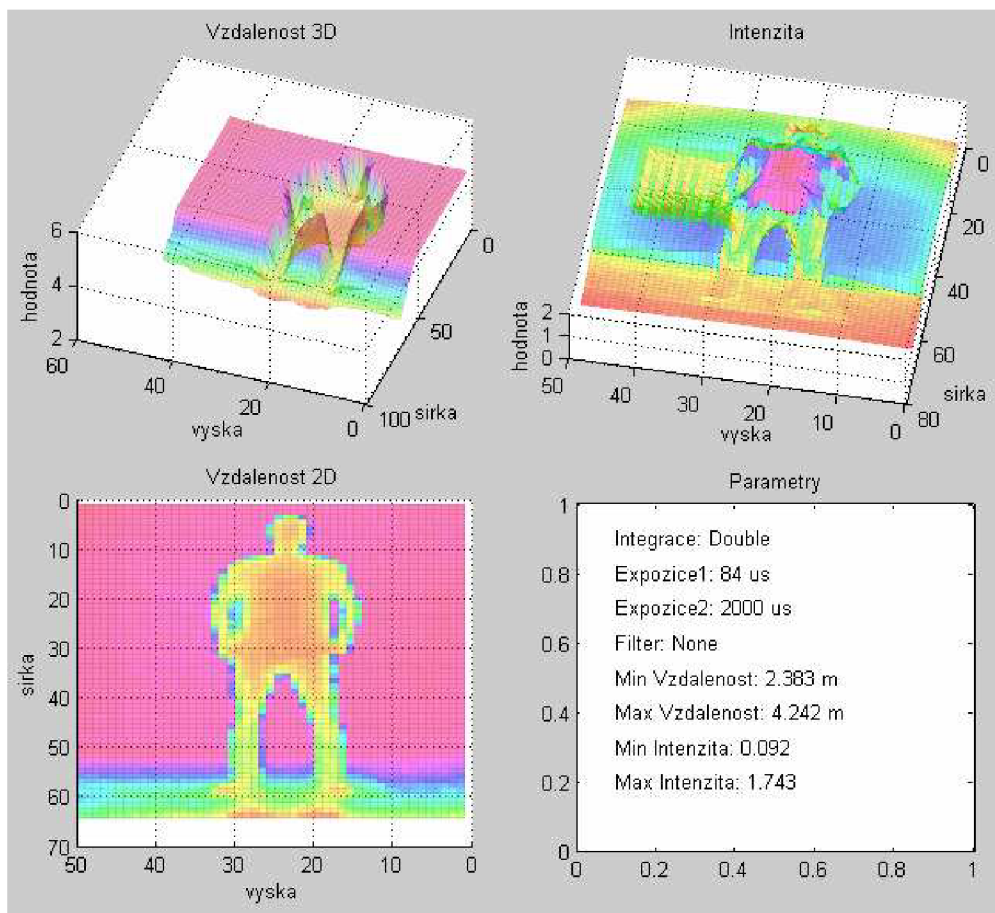 Vzdalenost 3D
6
4
2
hodnota
60
40
20
0
vyska
100
50
0
sirka
Intenzita
2
1
0
hodnota
50
40
30
20
10
0
vyska
80
60
40
20
0
sirka
Vzdalenost 2D
0
10
20
30
40
50
60
70
sirka
50
40
30
20
10
0
vyska
Parametry
1
0.8
0.6
0.4
0.2
0
Integrace: Double
Expozice1: 84 us
Expozice2: 2000 us
Filter: None
Min Vzdalenost: 2.383 m
Max Vzdalenost: 4.242 m
Min Intenzita: 0.092
Max Intenzita: 1.743
0
0.2
0.4
0.6
0.8
1